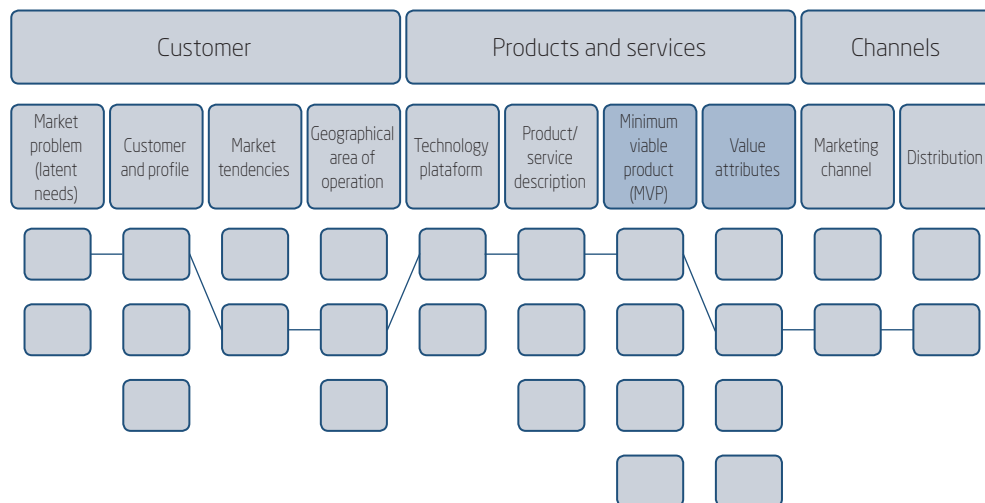 Customer
Products and services
Channels
Market
problem
(latent
needs)
Customer
and profile
Market
tendencies
Geographical
area of
operation
Technology
plataform
Product/
service
description
Minimum
viable
product
(MVP)
Value
attributes
Marketing
channel
Distribution